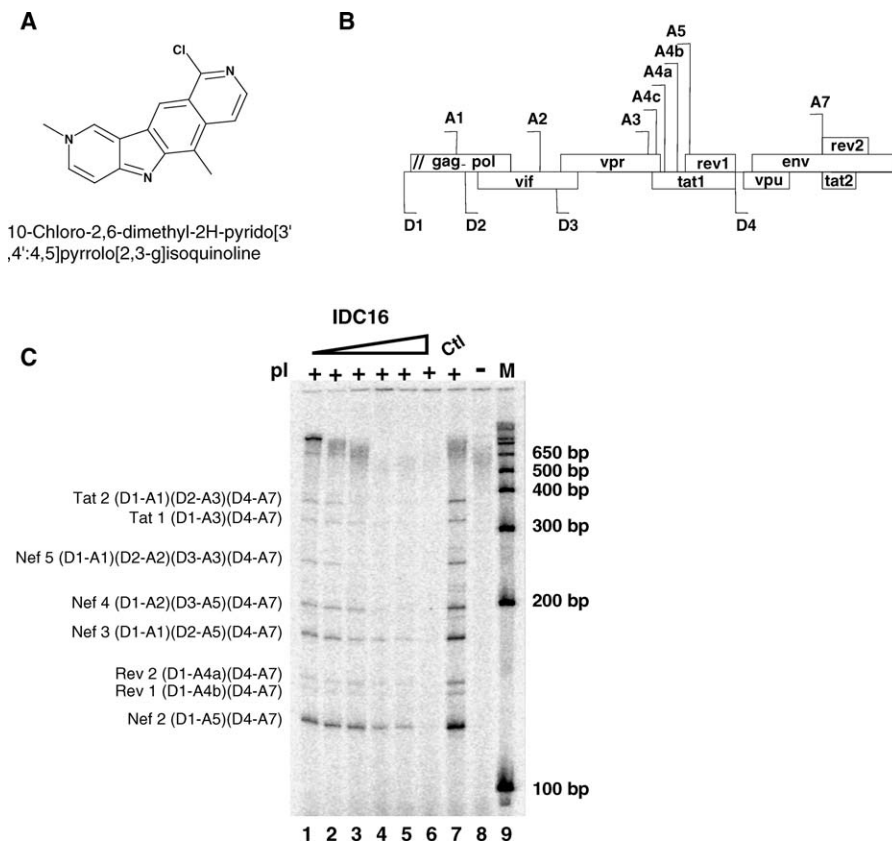 A
Cl
N
N
N
10-Chloro-2,6-dimethyl-2H-pyrido[3'
,4':4,5]pyrrolo[2,3-g]isoquinoline
B
A5
A4b
A4a
A4c
A1 A2 A3 A7
// gag- pol vpr rev1 env rev2
vif tat1 vpu tat2
D1 D2 D3 D4
C
IDC16
Ctl
pI + + + + + + + - M
650 bp
500 bp
400 bp
Tat 2 (D1-A1)(D2-A3)(D4-A7)
Tat 1 (D1-A3)(D4-A7)
300 bp
Nef 5 (D1-A1)(D2-A2)(D3-A3)(D4-A7)
Nef 4 (D1-A2)(D3-A5)(D4-A7)
200 bp
Nef 3 (D1-A1)(D2-A5)(D4-A7)
Rev 2 (D1-A4a)(D4-A7)
Rev 1 (D1-A4b)(D4-A7)
Nef 2 (D1-A5)(D4-A7)
100 bp
1 2 3 4 5 6 7 8 9